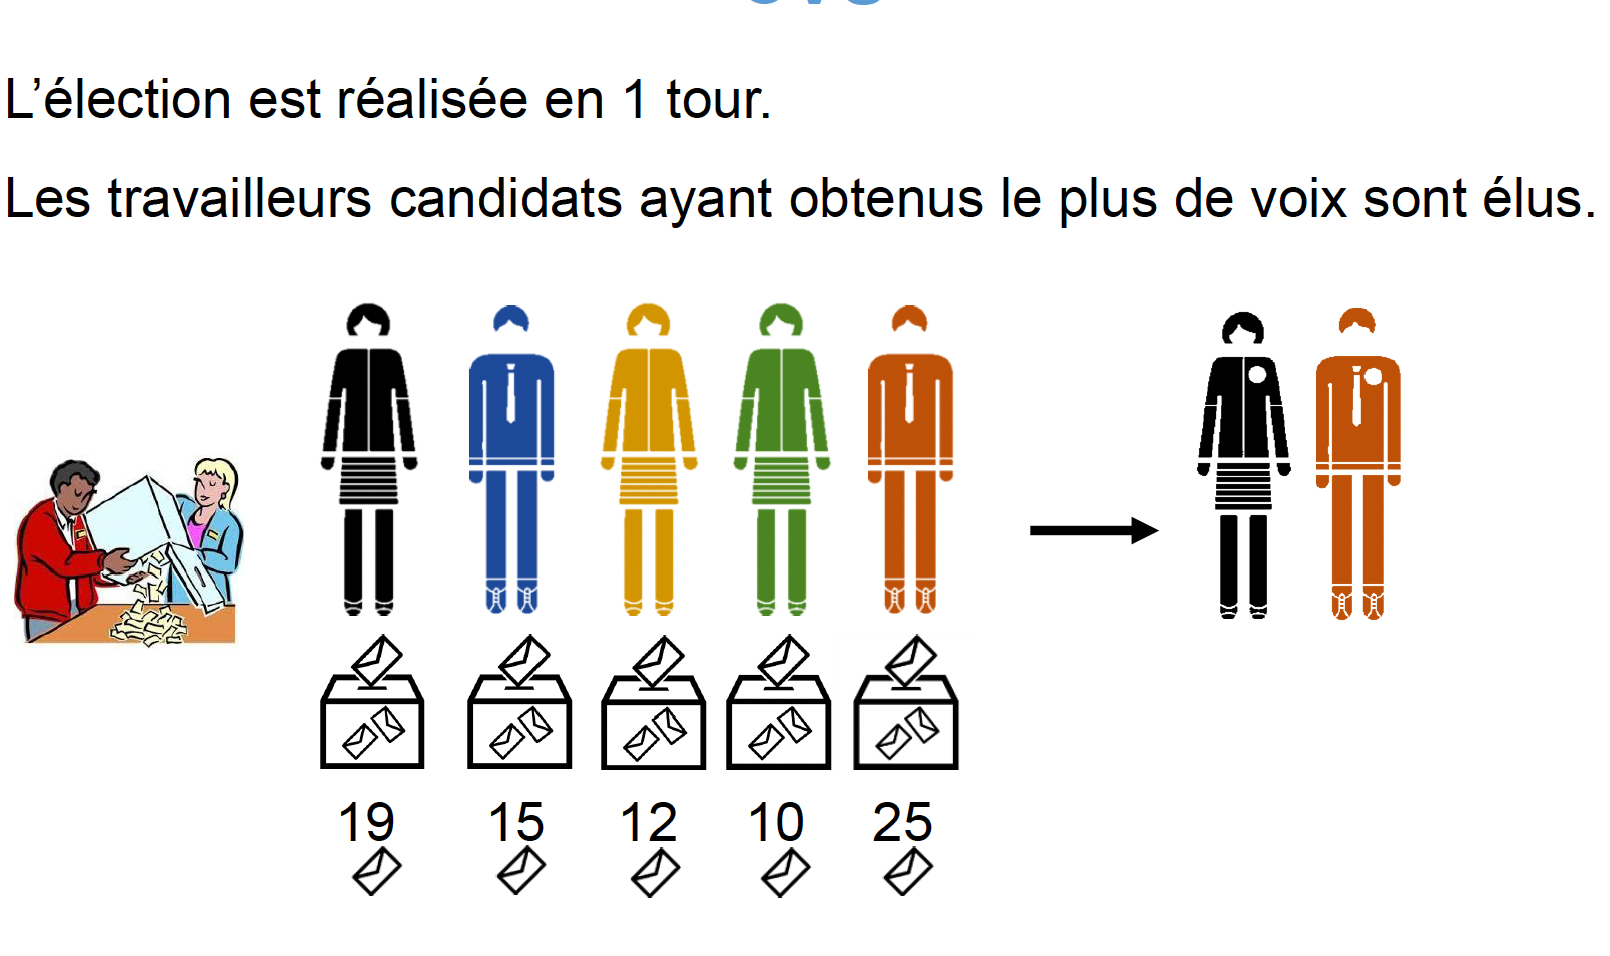 L’élection est réalisée en 1 tour.
Les travailleurs candidats ayant obtenus le plus de voix sont élus.
19 15 12 10 25